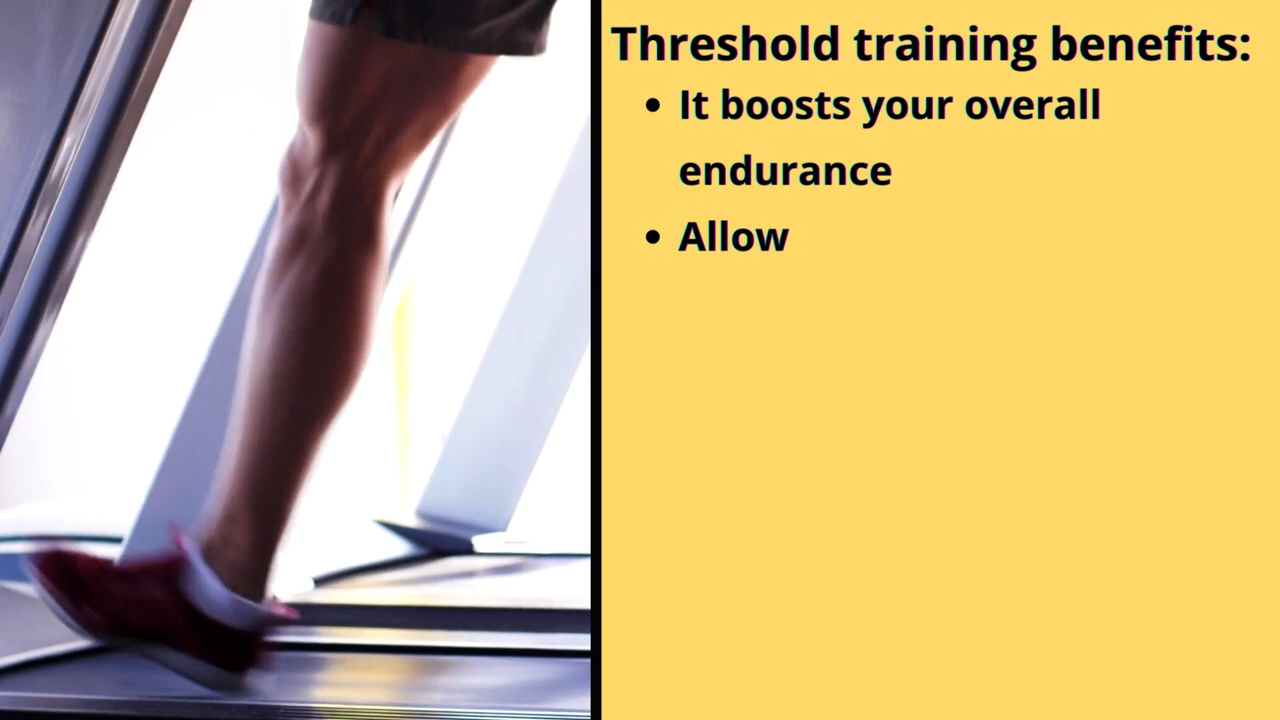 Threshold training benefits:
• It boosts your overall
endurance
• Allow